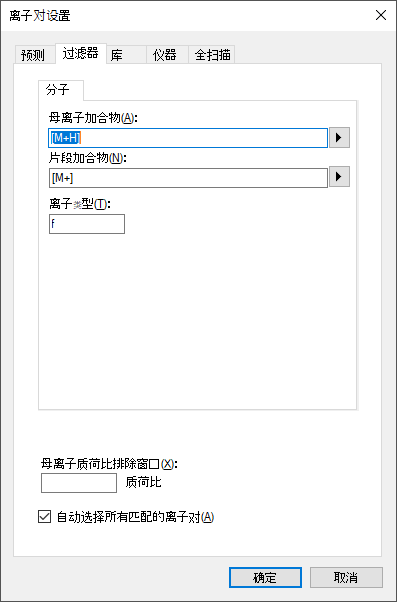 离子对设置
预测 过滤器 库 仪器 全扫描
分子
母离子加合物(A):
[M+H]
片段加合物(N):
[M+]
离子类型(T):
f
母离子质荷比排除窗口(X):
质荷比
自动选择所有匹配的离子对(A)
确定 取消